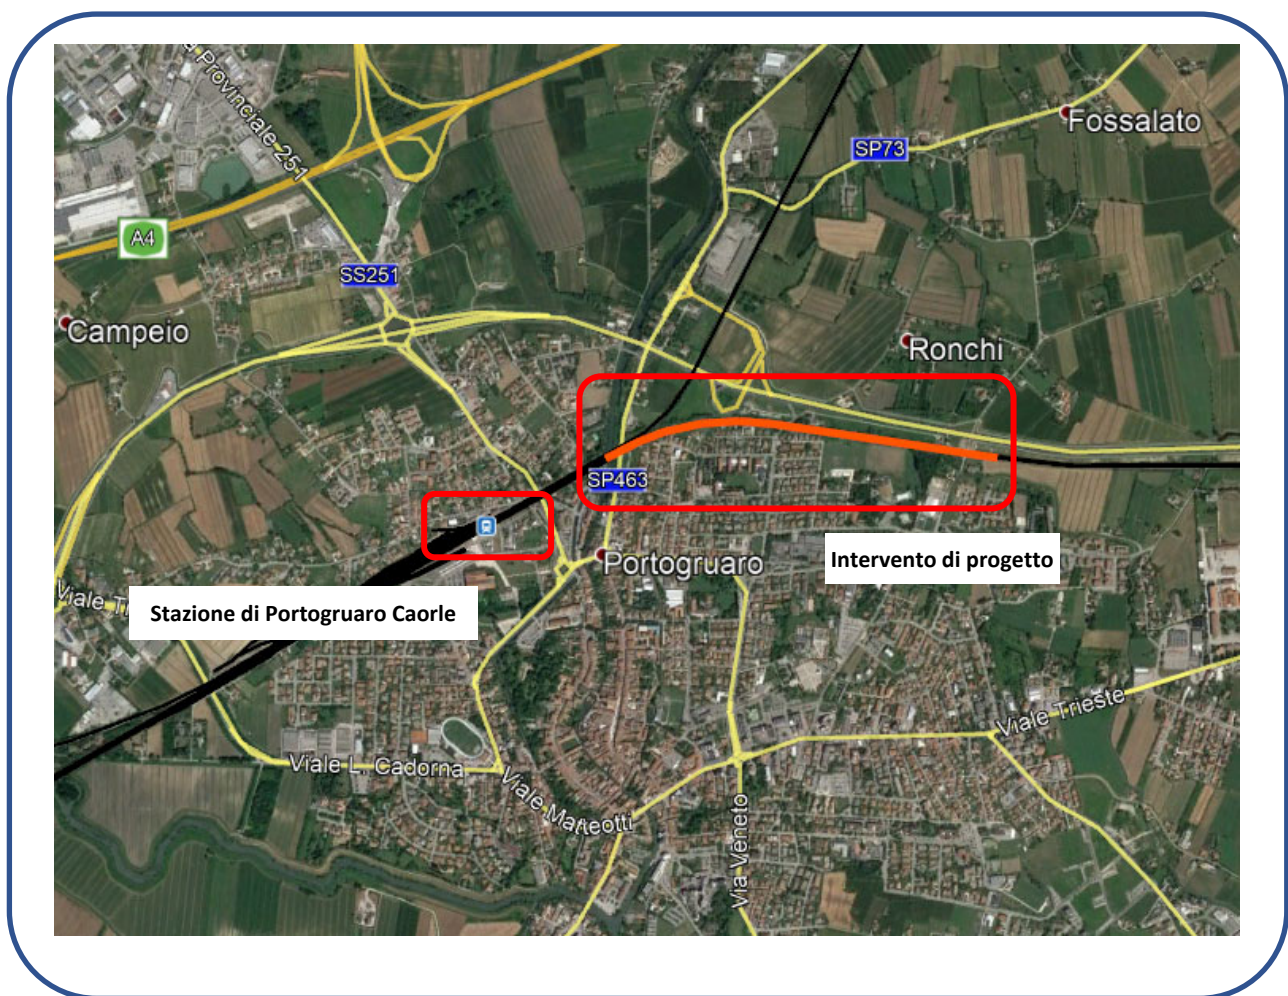 a Provinciale 251
Fossalato
SP73
A4
SS251
Campeio
Ronchi
SP463
Portogruaro
Intervento di progetto
Viale T
Stazione di Portogruaro Caorle
Viale Trieste
Viale L. Cadorna
Viale Matteotti
Via Veneto